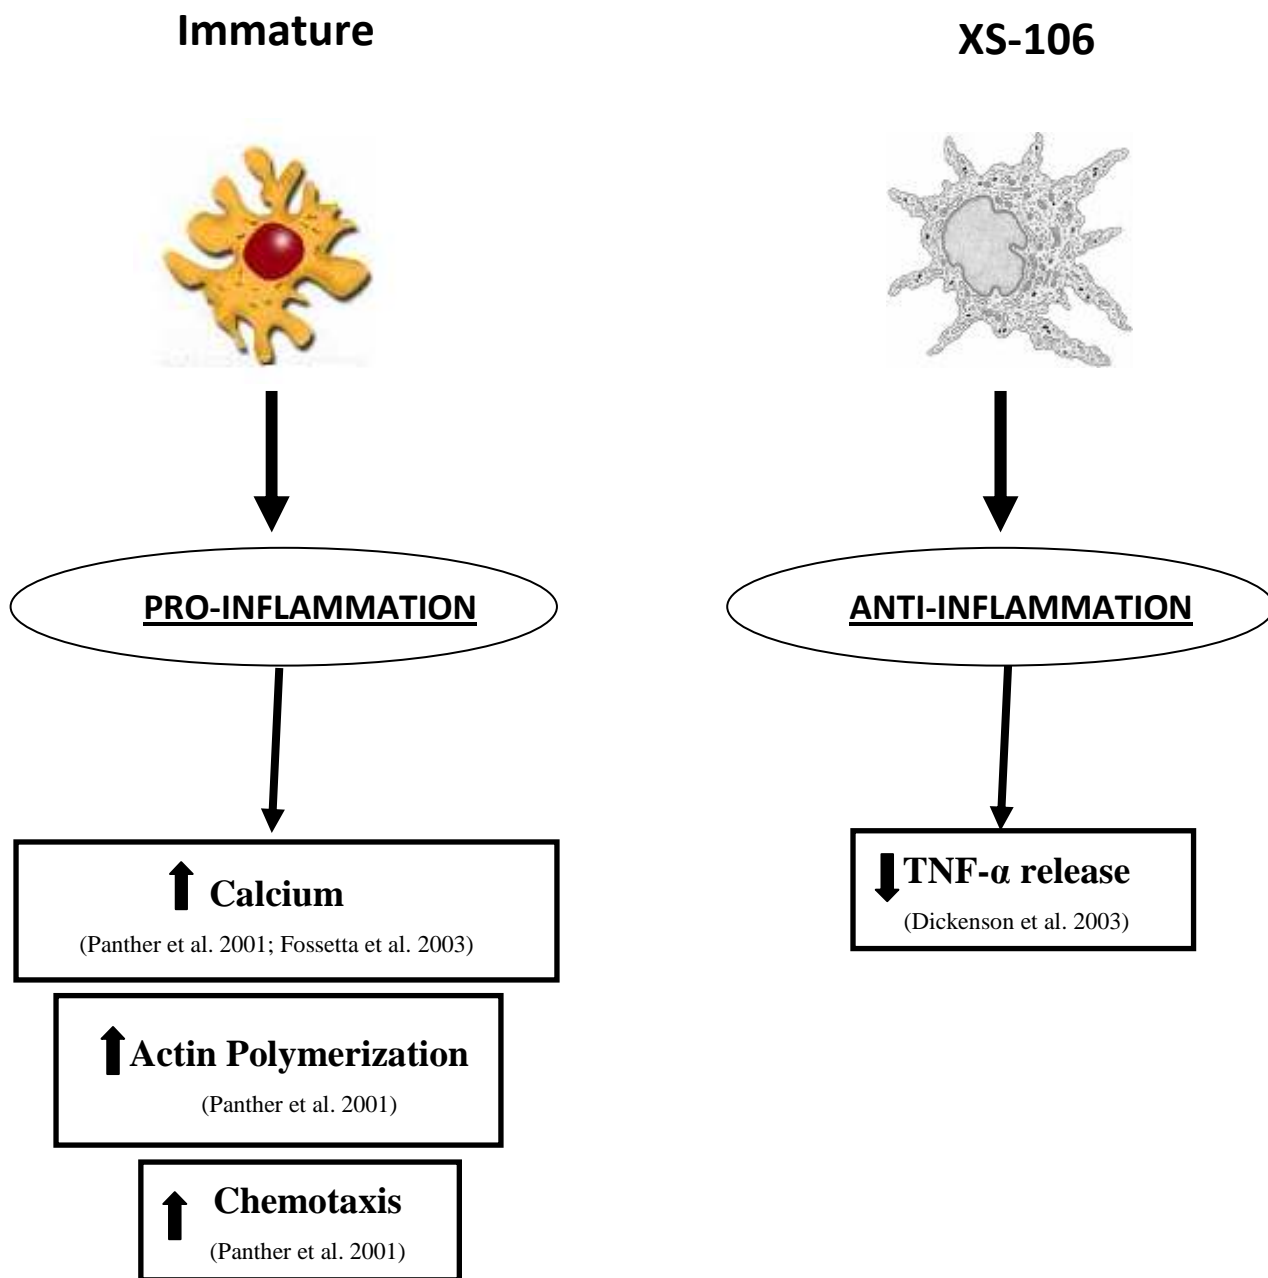 Immature
XS-106
PRO-INFLAMMATION
ANTI-INFLAMMATION
Calcium
(Panther et al. 2001; Fossetta et al. 2003)
Actin Polymerization
(Panther et al. 2001)
Chemotaxis
(Panther et al. 2001)
TNF-α release
(Dickenson et al. 2003)